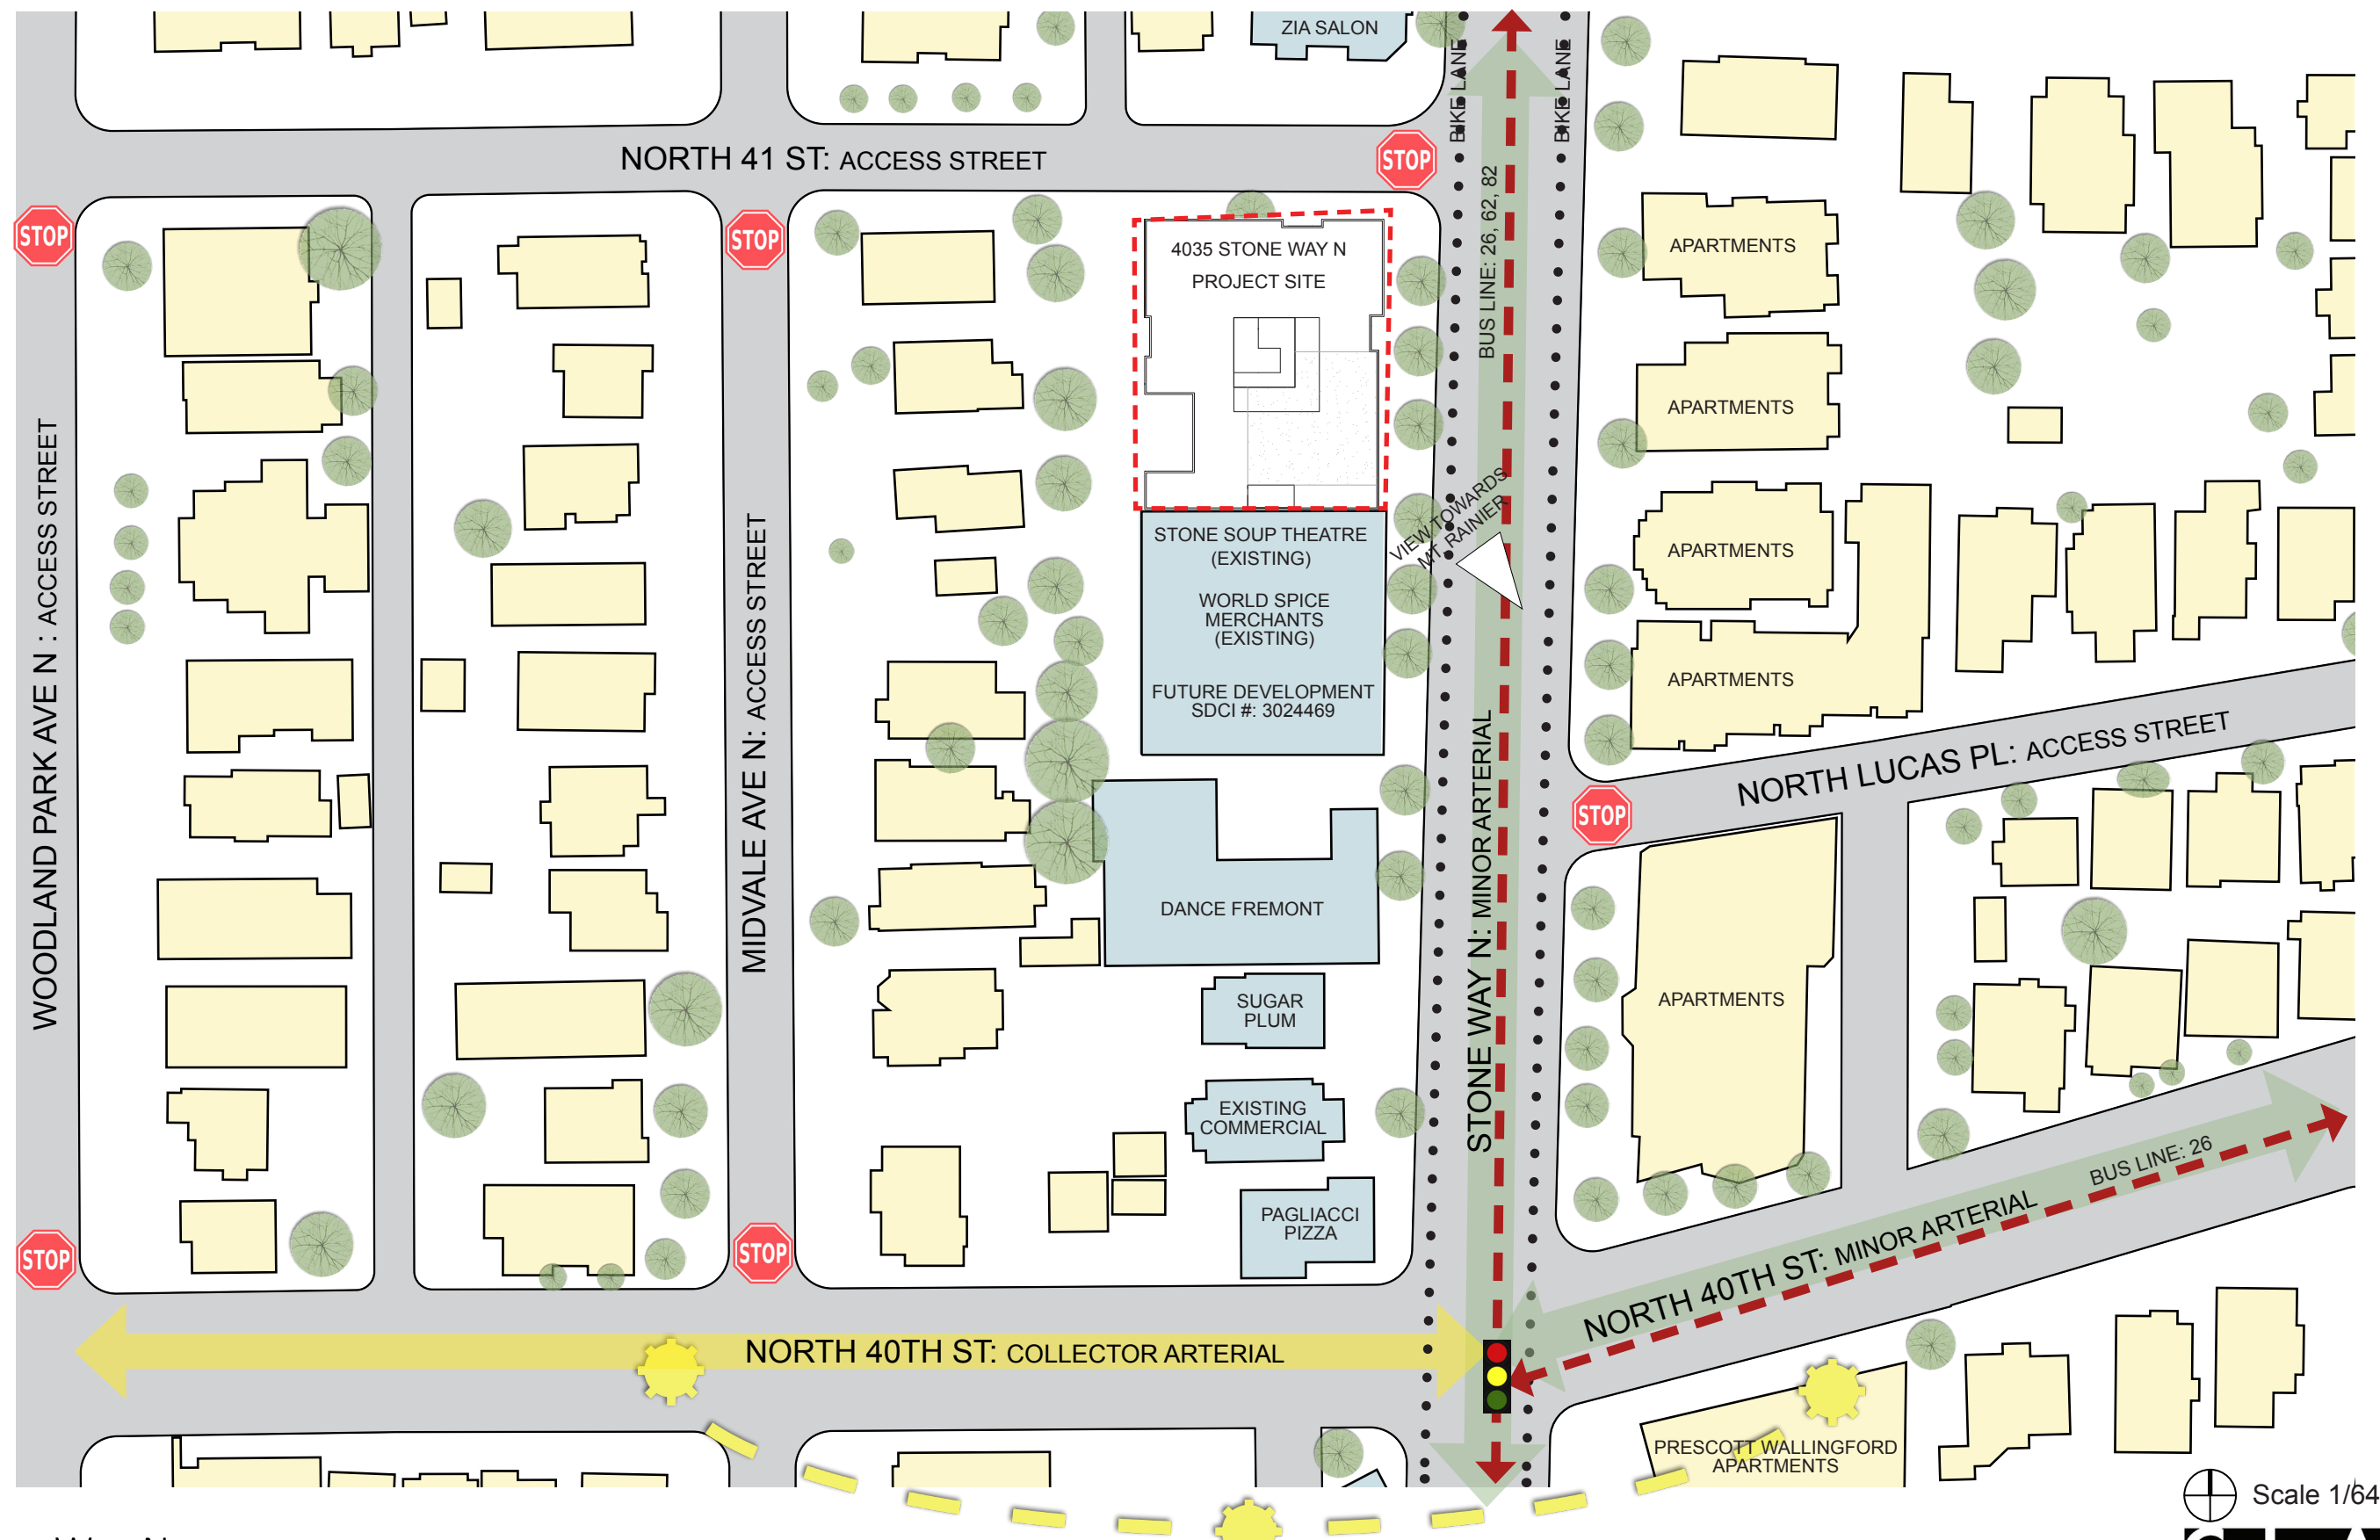 ZIA SALON
BIKE LANE
BIKE LANE
NORTH 41 ST: ACCESS STREET
STOP
STOP
STOP
BUS LINE: 26, 62, 82
4035 STONE WAY N
PROJECT SITE
APARTMENTS
APARTMENTS
APARTMENTS
APARTMENTS
VIEW TOWARDS
MT. RAINIER
STONE SOUP THEATRE
(EXISTING)
WORLD SPICE
MERCHANTS
(EXISTING)
FUTURE DEVELOPMENT
SDCI #: 3024469
WOODLAND PARK AVE N : ACCESS STREET
MIDVALE AVE N: ACCESS STREET
STONE WAY N: MINOR ARTERIAL
NORTH LUCAS PL: ACCESS STREET
STOP
DANCE FREMONT
SUGAR
PLUM
APARTMENTS
EXISTING
COMMERCIAL
PAGLIACCI
PIZZA
BUS LINE: 26
NORTH 40TH ST: MINOR ARTERIAL
STOP
STOP
NORTH 40TH ST: COLLECTOR ARTERIAL
PRESCOTT WALLINGFORD
APARTMENTS
Scale 1/64